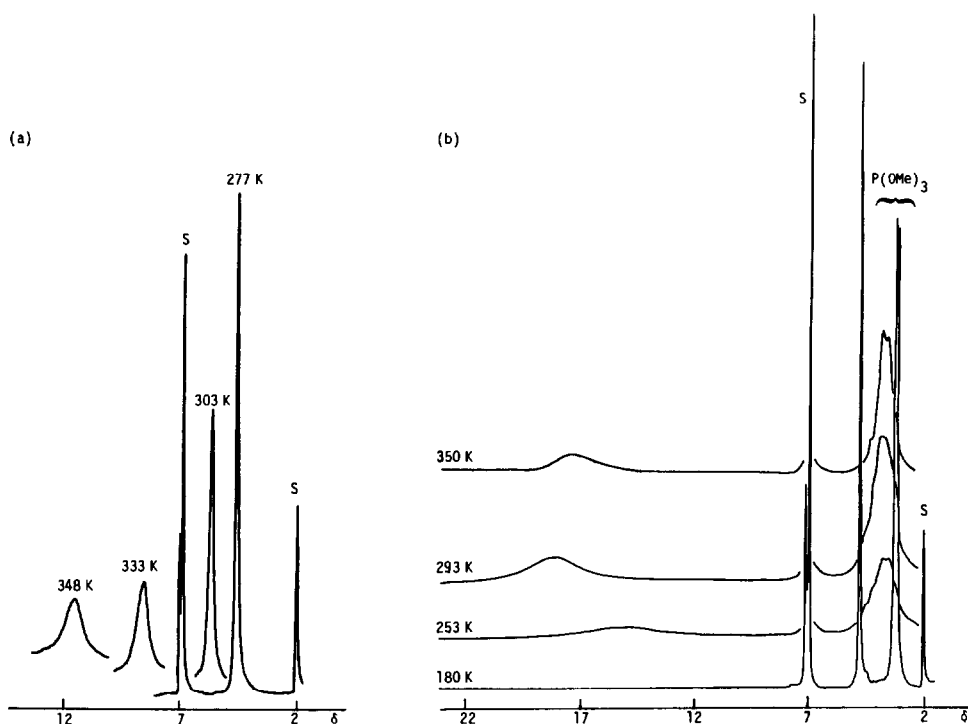 (a)
S
277 K
303 K
333 K
348 K
S
12 7 2 δ
(b)
S
P(OMe)3
350 K
293 K
253 K
180 K
S
22 17 12 7 2 δ